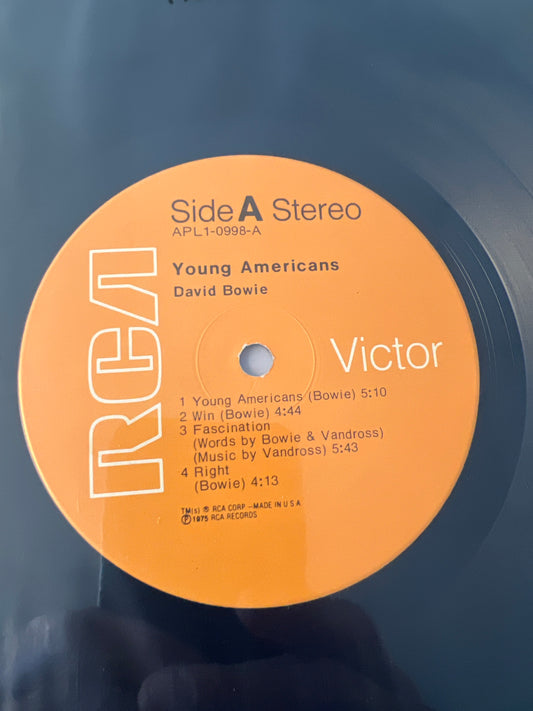 Side A Stereo
APL1-0998-A
Young Americans
David Bowie
RCA
Victor
1 Young Americans (Bowie) 5:10
2 Win (Bowie) 4:44
3 Fascination
(Words by Bowie & Vandross)
(Music by Vandross) 5:43
4 Right
(Bowie) 4:13
TM(s) ® RCA CORP –MADE IN U.S.A
Ⓟ 1975 RCA RECORDS